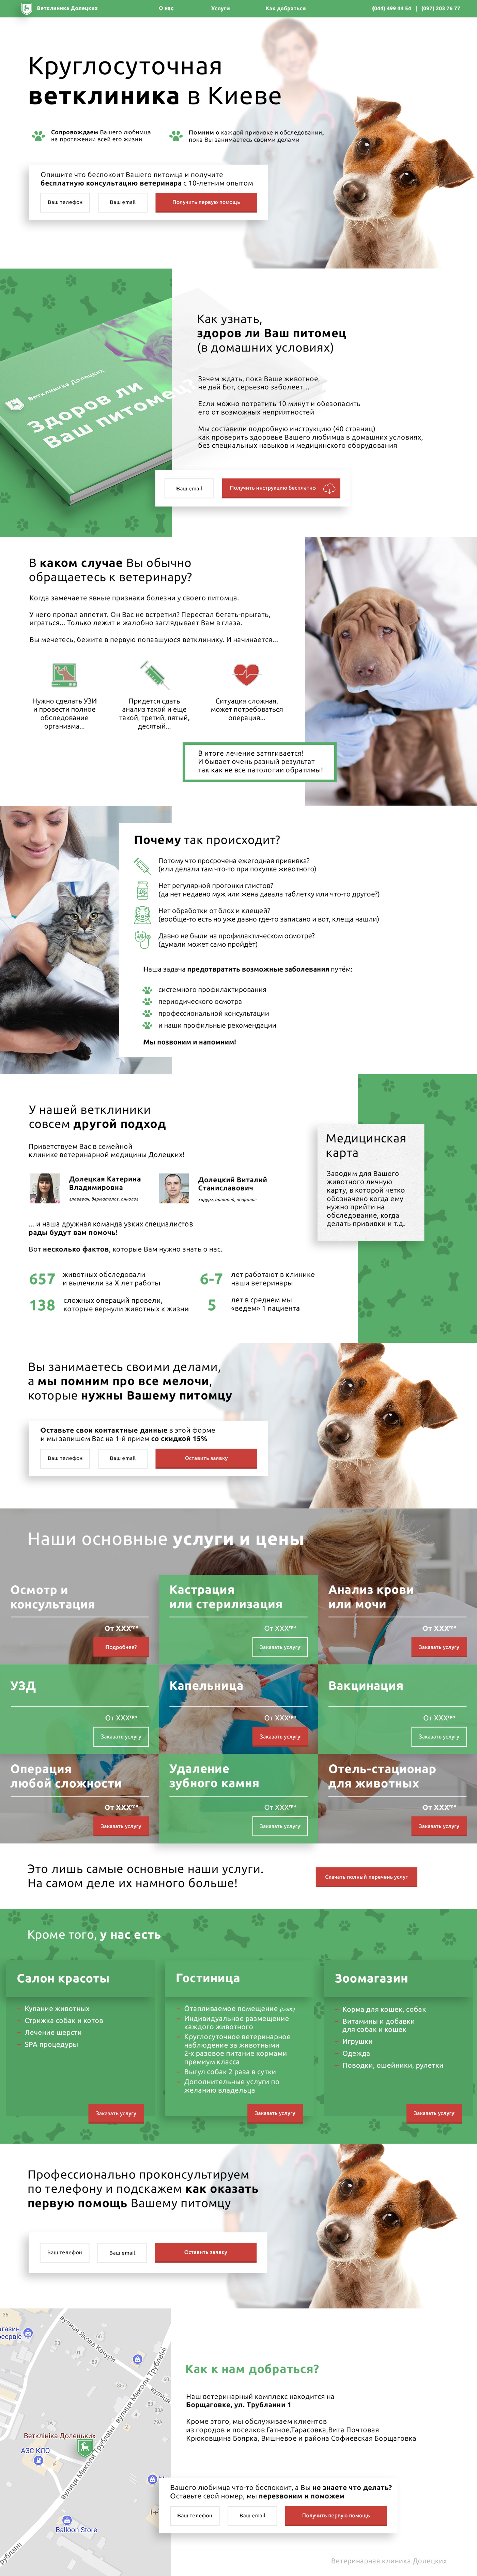 Ветклиника Долецких
О нас
Услуги
Как добраться
(044) 499 44 54 | (097) 203 76 77
Круглосуточная
ветклиника в Киеве
Сопровождаем Вашего любимца
на протяжении всей его жизни
Помним о каждой прививке и обследовании,
пока Вы занимаетесь своими делами
Опишите что беспокоит Вашего питомца и получите
бесплатную консультацию ветеринара с 10-летним опытом
Ваш телефон
Ваш email
Получить первую помощь
Ветклиника Долецких
Здоров ли
Ваш питомец?
Как узнать,
здоров ли Ваш питомец
(в домашних условиях)
Зачем ждать, пока Ваше животное,
не дай Бог, серьезно заболеет...
Если можно потратить 10 минут и обезопасить
его от возможных неприятностей
Мы составили подробную инструкцию (40 страниц)
как проверить здоровье Вашего любимца в домашних условиях,
без специальных навыков и медицинского оборудования
Ваш email
Получить инструкцию бесплатно
В каком случае Вы обычно
обращаетесь к ветеринару?
Когда замечаете явные признаки болезни у своего питомца.
У него пропал аппетит. Он Вас не встретил? Перестал бегать-прыгать,
играться... Только лежит и жалобно заглядывает Вам в глаза.
Вы мечетесь, бежите в первую попавшуюся ветклинику. И начинается...
Нужно сделать УЗИ
и провести полное
обследование
организма...
Придется сдать
анализ такой и еще
такой, третий, пятый,
десятый...
Ситуация сложная,
может потребоваться
операция...
В итоге лечение затягивается!
И бывает очень разный результат
так как не все патологии обратимы!
Почему так происходит?
Потому что просрочена ежегодная прививка?
(или делали там что-то при покупке животного)
Нет регулярной прогонки глистов?
(да нет недавно муж или жена давала таблетку или что-то другое?)
Нет обработки от блох и клещей?
(вообще-то есть но уже давно где-то записано и вот, клеща нашли)
Давно не были на профилактическом осмотре?
(думали может само пройдёт)
Наша задача предотвратить возможные заболевания путём:
системного профилактирования
периодического осмотра
профессиональной консультации
и наши профильные рекомендации
Мы позвоним и напомним!
У нашей ветклиники
совсем другой подход
Приветствуем Вас в семейной
клинике ветеринарной медицины Долецких!
Долецкая Катерина
Владимировна
главврач, дерматолог, онколог
Долецкий Виталий
Станиславович
хирург, ортопед, невролог
... и наша дружная команда узких специалистов
рады будут вам помочь!
Вот несколько фактов, которые Вам нужно знать о нас.
657 животных обследовали
и вылечили за X лет работы
6-7 лет работают в клинике
наши ветеринары
138 сложных операций провели,
которые вернули животных к жизни
5 лет в среднем мы
«ведем» 1 пациента
Медицинская
карта
Заводим для Вашего
животного личную
карту, в которой четко
обозначено когда ему
нужно прийти на
обследование, когда
делать прививки и т.д.
Вы занимаетесь своими делами,
а мы помним про все мелочи,
которые нужны Вашему питомцу
Оставьте свои контактные данные в этой форме
и мы запишем Вас на 1-й прием со скидкой 15%
Ваш телефон
Ваш email
Оставить заявку
Наши основные услуги и цены
Осмотр и
консультация
От XXXгрн
Подробнее?
Кастрация
или стерилизация
От XXXгрн
Заказать услугу
Анализ крови
или мочи
От XXXгрн
Заказать услугу
УЗД
От XXXгрн
Заказать услугу
Капельница
От XXXгрн
Заказать услугу
Вакцинация
От XXXгрн
Заказать услугу
Операция
любой сложности
От XXXгрн
Заказать услугу
Удаление
зубного камня
От XXXгрн
Заказать услугу
Отель-стационар
для животных
От XXXгрн
Заказать услугу
Это лишь самые основные наши услуги.
На самом деле их намного больше!
Скачать полный перечень услуг
Кроме того, у нас есть
Салон красоты
Купание животных
Стрижка собак и котов
Лечение шерсти
SPA процедуры
Заказать услугу
Гостиница
Отапливаемое помещение
Индивидуальное размещение
каждого животного
Круглосуточное ветеринарное
наблюдение за животными
2-х разовое питание кормами
премиум класса
Выгул собак 2 раза в сутки
Дополнительные услуги по
желанию владельца
Заказать услугу
Зоомагазин
Корма для кошек, собак
Витамины и добавки
для собак и кошек
Игрушки
Одежда
Поводки, ошейники, рулетки
Заказать услугу
Профессионально проконсультируем
по телефону и подскажем как оказать
первую помощь Вашему питомцу
Ваш телефон
Ваш email
Оставить заявку
вулиця Якова Качури
вулиця Миколи Трублаїні
Ветклініка Долецьких
АЗС КЛО
Balloon Store
Как к нам добраться?
Наш ветеринарный комплекс находится на
Борщаговке, ул. Трублаини 1
Кроме этого, мы обслуживаем клиентов
из городов и поселков Гатное,Тарасовка,Вита Почтовая
Крюковщина Боярка, Вишневое и района Софиевская Борщаговка
Вашего любимца что-то беспокоит, а Вы не знаете что делать?
Оставьте свой номер, мы перезвоним и поможем
Ваш телефон
Ваш email
Получить первую помощь
Ветеринарная клиника Долецких